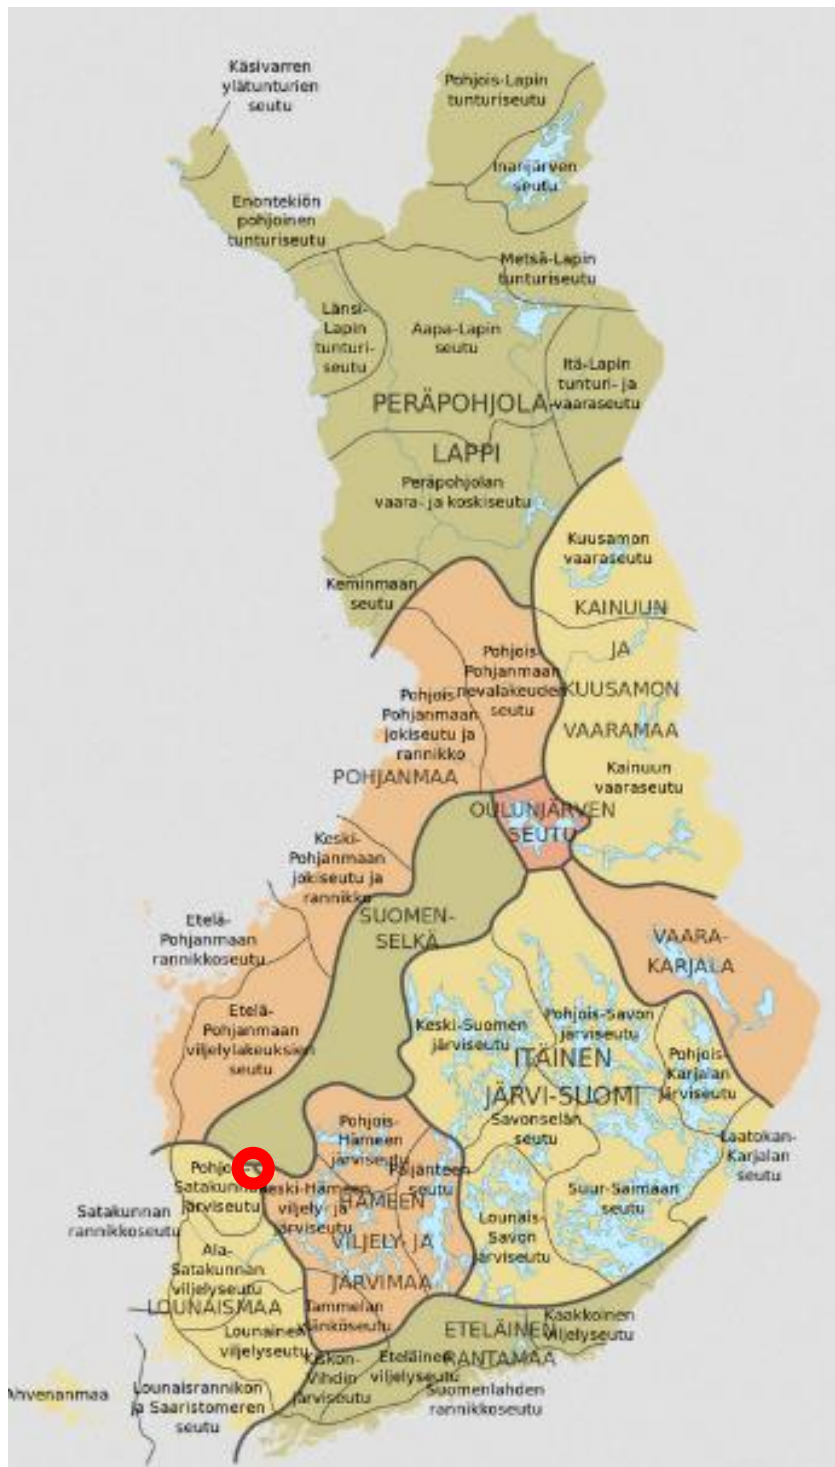 Käsivarren
ylätunturien
seutu
Pohjois-Lapin
tunturiseutu
Inarijärven
seutu
Enontekiön
pohjoinen
tunturiseutu
Metsä-Lapin
tunturiseutu
Länsi-
Lapin
tunturi-
seutu
Aapa-Lapin
seutu
Itä-Lapin
tunturi- ja
vaaraseutu
PERÄPOHJOLA-
LAPPI
Peräpohjolan
vaara- ja koskiseutu
Kuusamon
vaaraseutu
Keminmaan
seutu
KAINUUN
JA
KUUSAMON
VAARAMAA
Pohjois-
Pohjanmaan
nevalakeuden
seutu
Pohjois-
Pohjanmaan
jokiseutu ja
rannikko
POHJANMAA
Kainuun
vaaraseutu
OULUNJÄRVEN
SEUTU
Keski-
Pohjanmaan
jokiseutu ja
rannikko
SUOMEN-
SELKÄ
Etelä-
Pohjanmaan
rannikkoseutu
VAARA-
KARJALA
Etelä-
Pohjanmaan
viljelylakeuksien
seutu
Keski-Suomen
järviseutu
Pohjois-Savon
järviseutu
ITÄINEN
JÄRVI-SUOMI
Pohjois-
Karjalan
järviseutu
Savonselän
seutu
Laatokan-
Karjalan
seutu
Pohjois-
Hämeen
järviseutu
Päijänteen
seutu
Satakunnan
järviseutu
Keski-Hämeen
viljely- ja
järviseutu
HÄMEEN
VILJELY- JA
JÄRVIMAA
Suur-Saimaan
seutu
Lounais-
Savon
järviseutu
Satakunnan
rannikkoseutu
Ala-
Satakunnan
viljelyseutu
LOUNAISMAA
Lounainen
viljelyseutu
Tammelan
ylänköseutu
ETELÄINEN
RANTAMAA
Kaakkoinen
viljelyseutu
Kiskon-
Vihdin
järviseutu
Eteläinen
viljelyseutu
Suomenlahden
rannikkoseutu
Ahvenanmaa
Lounaisrannikon
ja Saaristomeren
seutu